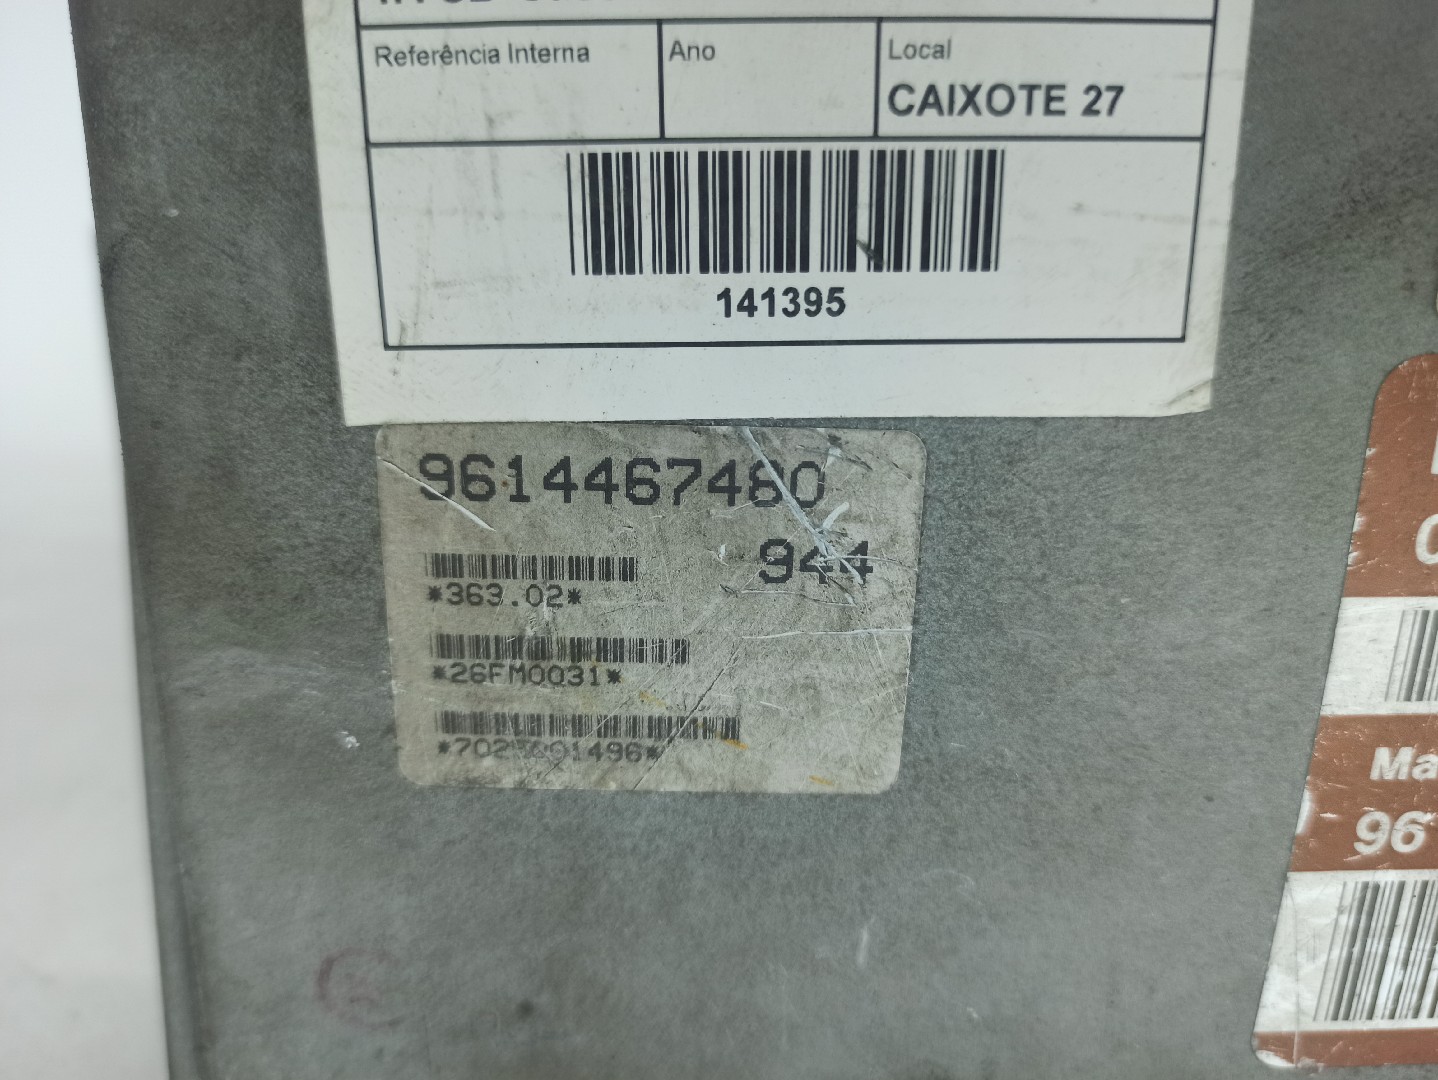 Referência Interna
Ano
Local
CAIXOTE 27
141395
9614467480
944
*363.02*
*26FM0031*
Ma
96